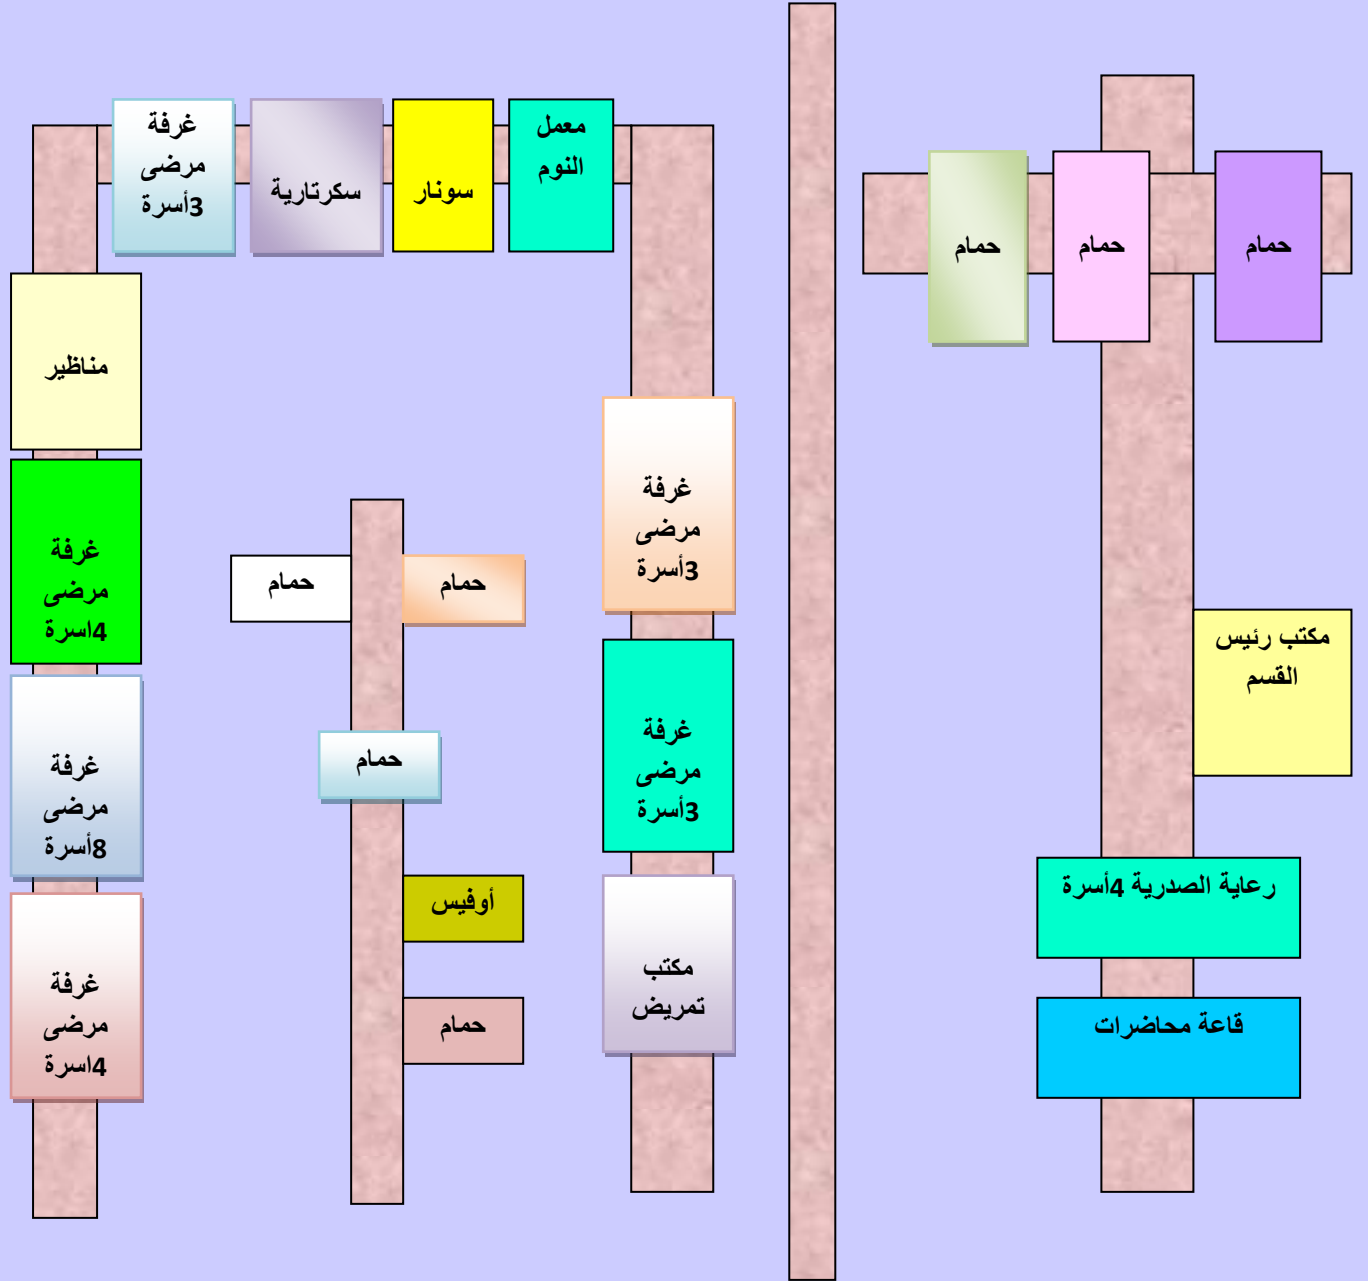 غرفة
مرضى
3أسرة
سكرتارية
سونار
معمل
النوم
حمام
حمام
حمام
مناظير
غرفة
مرضى
4اسرة
غرفة
مرضى
8أسرة
غرفة
مرضى
4اسرة
حمام
حمام
حمام
أوفيس
حمام
غرفة
مرضى
3أسرة
غرفة
مرضى
3أسرة
مكتب
تمريض
مكتب رئيس
القسم
رعاية الصدرية 4أسرة
قاعة محاضرات